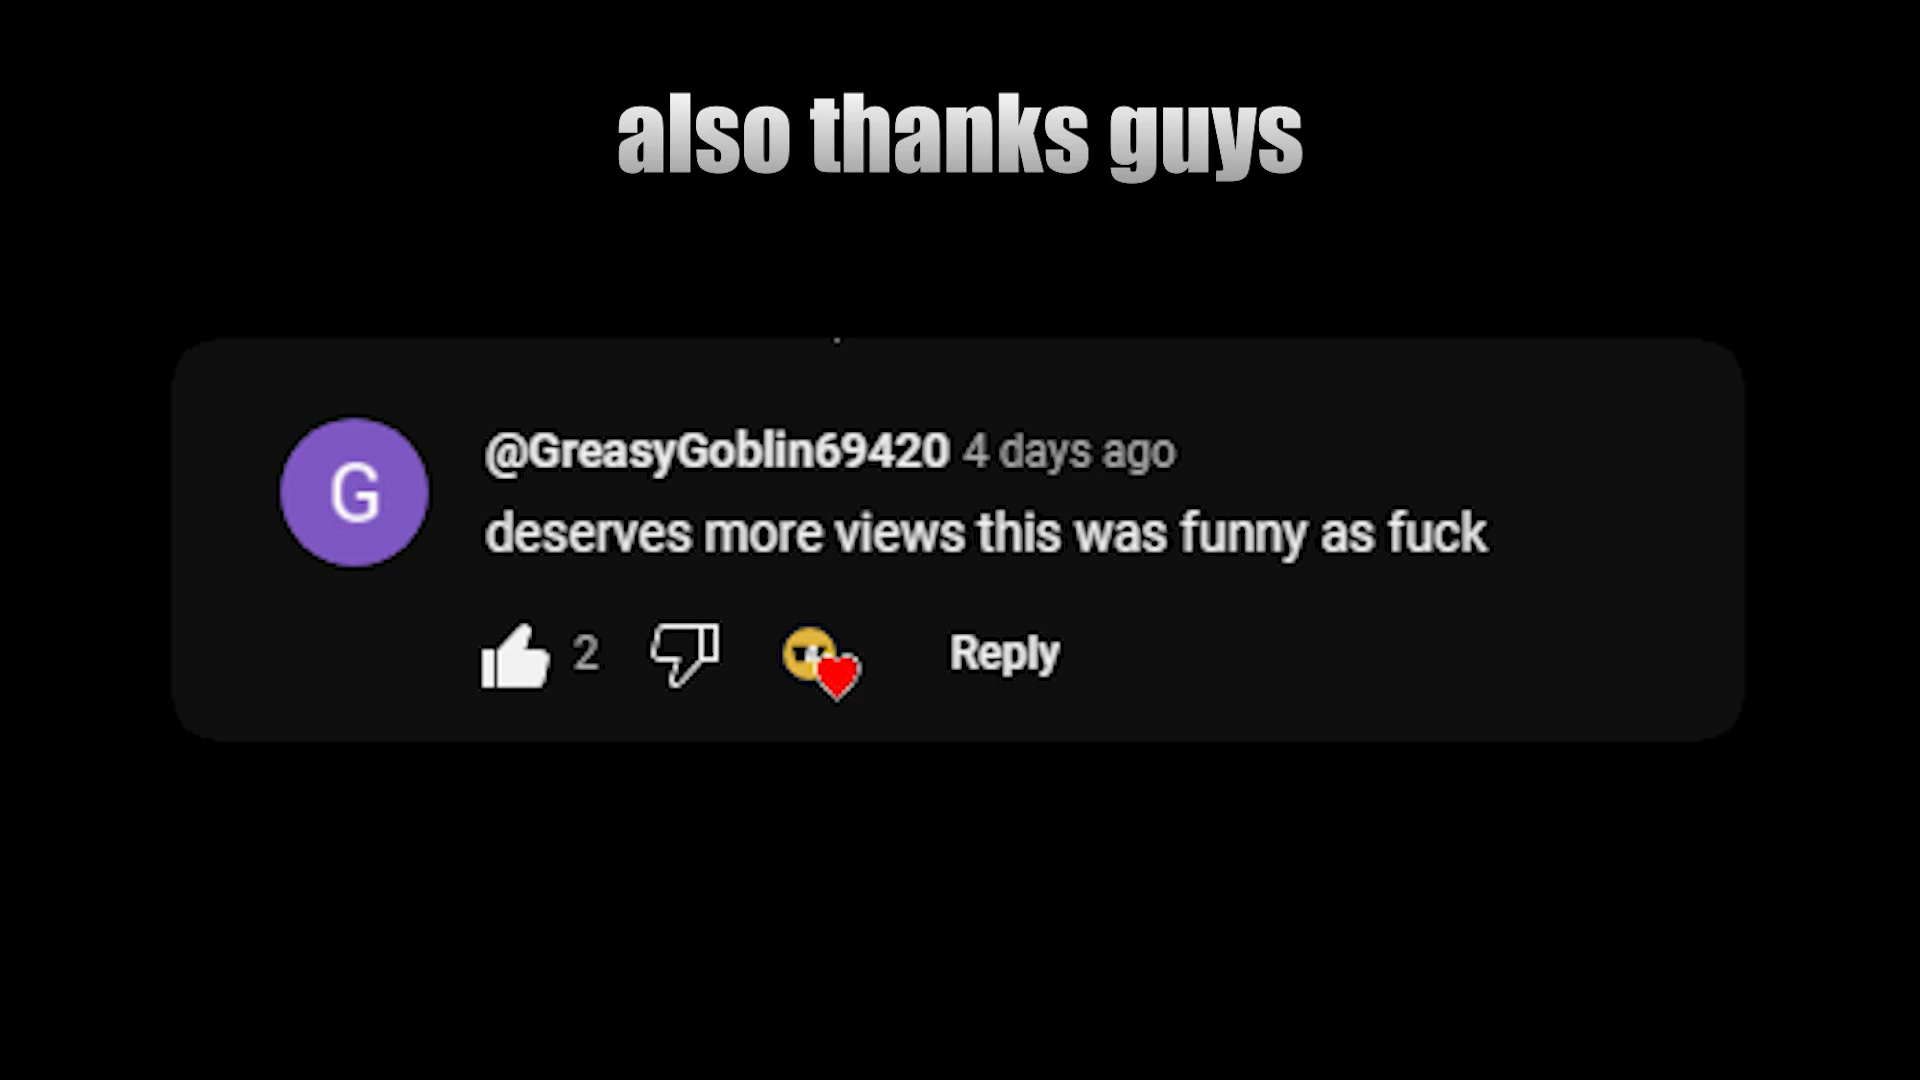 also thanks guys
G
@GreasyGoblin69420 4 days ago
deserves more views this was funny as fuck
2
Reply